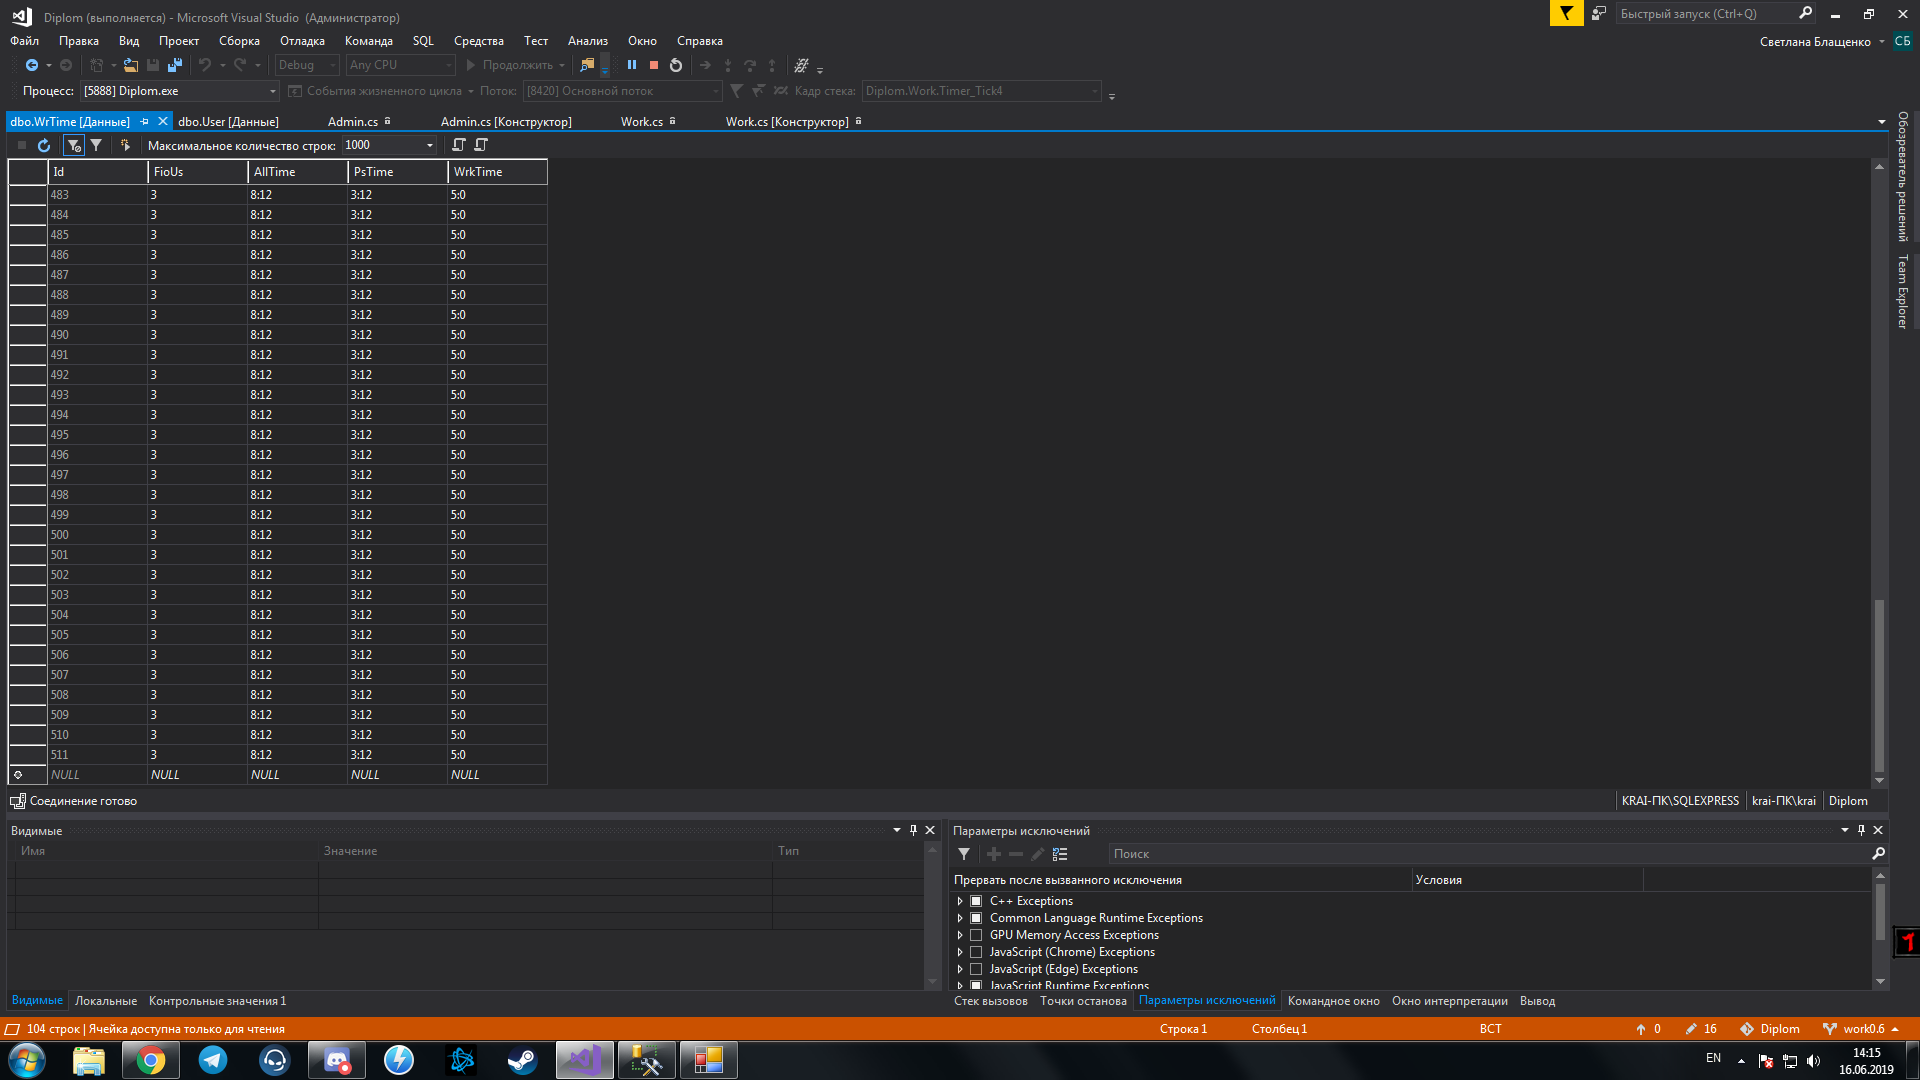 Diplom (выполняется) - Microsoft Visual Studio (Администратор)
Быстрый запуск (Ctrl+Q)
Файл Правка Вид Проект Сборка Отладка Команда SQL Средства Тест Анализ Окно Справка
Светлана Блащенко СБ
Debug Any CPU Продолжить
Процесс: [5888] Diplom.exe События жизненного цикла Поток: [8420] Основной поток Кадр стека: Diplom.Work.Timer_Tick4
dbo.WrTime [Данные] dbo.User [Данные] Admin.cs Admin.cs [Конструктор] Work.cs Work.cs [Конструктор]
Максимальное количество строк: 1000
Id FioUs AllTime PsTime WrkTime
483 3 8:12 3:12 5:0
484 3 8:12 3:12 5:0
485 3 8:12 3:12 5:0
486 3 8:12 3:12 5:0
487 3 8:12 3:12 5:0
488 3 8:12 3:12 5:0
489 3 8:12 3:12 5:0
490 3 8:12 3:12 5:0
491 3 8:12 3:12 5:0
492 3 8:12 3:12 5:0
493 3 8:12 3:12 5:0
494 3 8:12 3:12 5:0
495 3 8:12 3:12 5:0
496 3 8:12 3:12 5:0
497 3 8:12 3:12 5:0
498 3 8:12 3:12 5:0
499 3 8:12 3:12 5:0
500 3 8:12 3:12 5:0
501 3 8:12 3:12 5:0
502 3 8:12 3:12 5:0
503 3 8:12 3:12 5:0
504 3 8:12 3:12 5:0
505 3 8:12 3:12 5:0
506 3 8:12 3:12 5:0
507 3 8:12 3:12 5:0
508 3 8:12 3:12 5:0
509 3 8:12 3:12 5:0
510 3 8:12 3:12 5:0
511 3 8:12 3:12 5:0
NULL NULL NULL NULL NULL
Обозреватель решений
Team Explorer
Соединение готово
KRAI-ПК\SQLEXPRESS krai-ПК\krai Diplom
Видимые
Имя Значение Тип
Видимые Локальные Контрольные значения 1
Параметры исключений
Поиск
Прервать после вызванного исключения Условия
C++ Exceptions
Common Language Runtime Exceptions
GPU Memory Access Exceptions
JavaScript (Chrome) Exceptions
JavaScript (Edge) Exceptions
JavaScript Runtime Exceptions
Стек вызовов Точки останова Параметры исключений Командное окно Окно интерпретации Вывод
104 строк | Ячейка доступна только для чтения
Строка 1 Столбец 1 ВСТ 0 16 Diplom work0.6
EN
14:15
16.06.2019